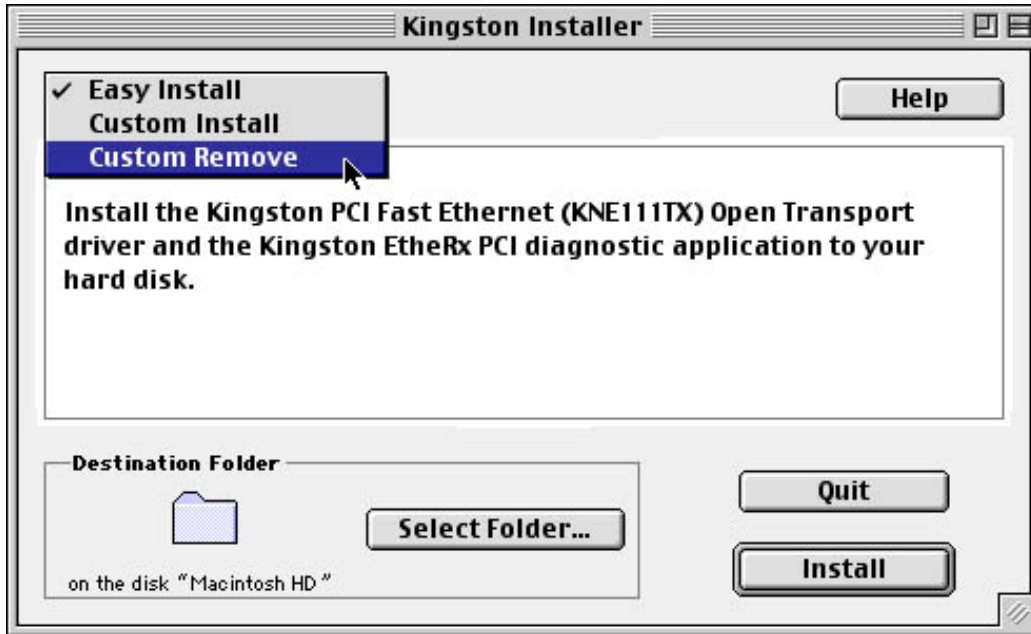 Kingston Installer
✓ Easy Install
Custom Install
Custom Remove
Help
Install the Kingston PCI Fast Ethernet (KNE111TX) Open Transport
driver and the Kingston EtheRx PCI diagnostic application to your
hard disk.
Destination Folder
Select Folder...
on the disk "Macintosh HD"
Quit
Install